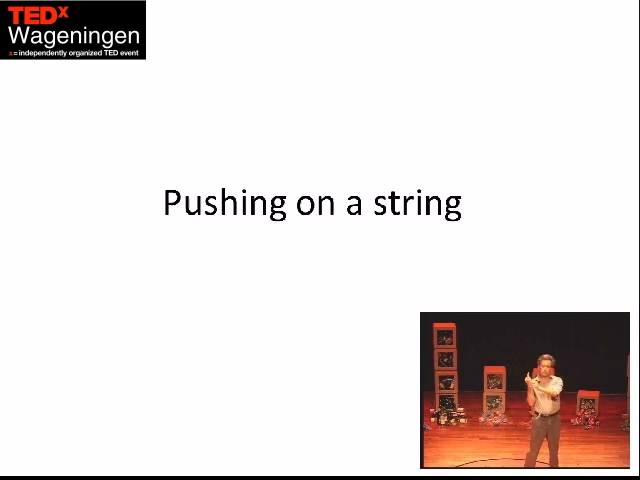 TEDx
Wageningen
x = independently organized TED event
Pushing on a string